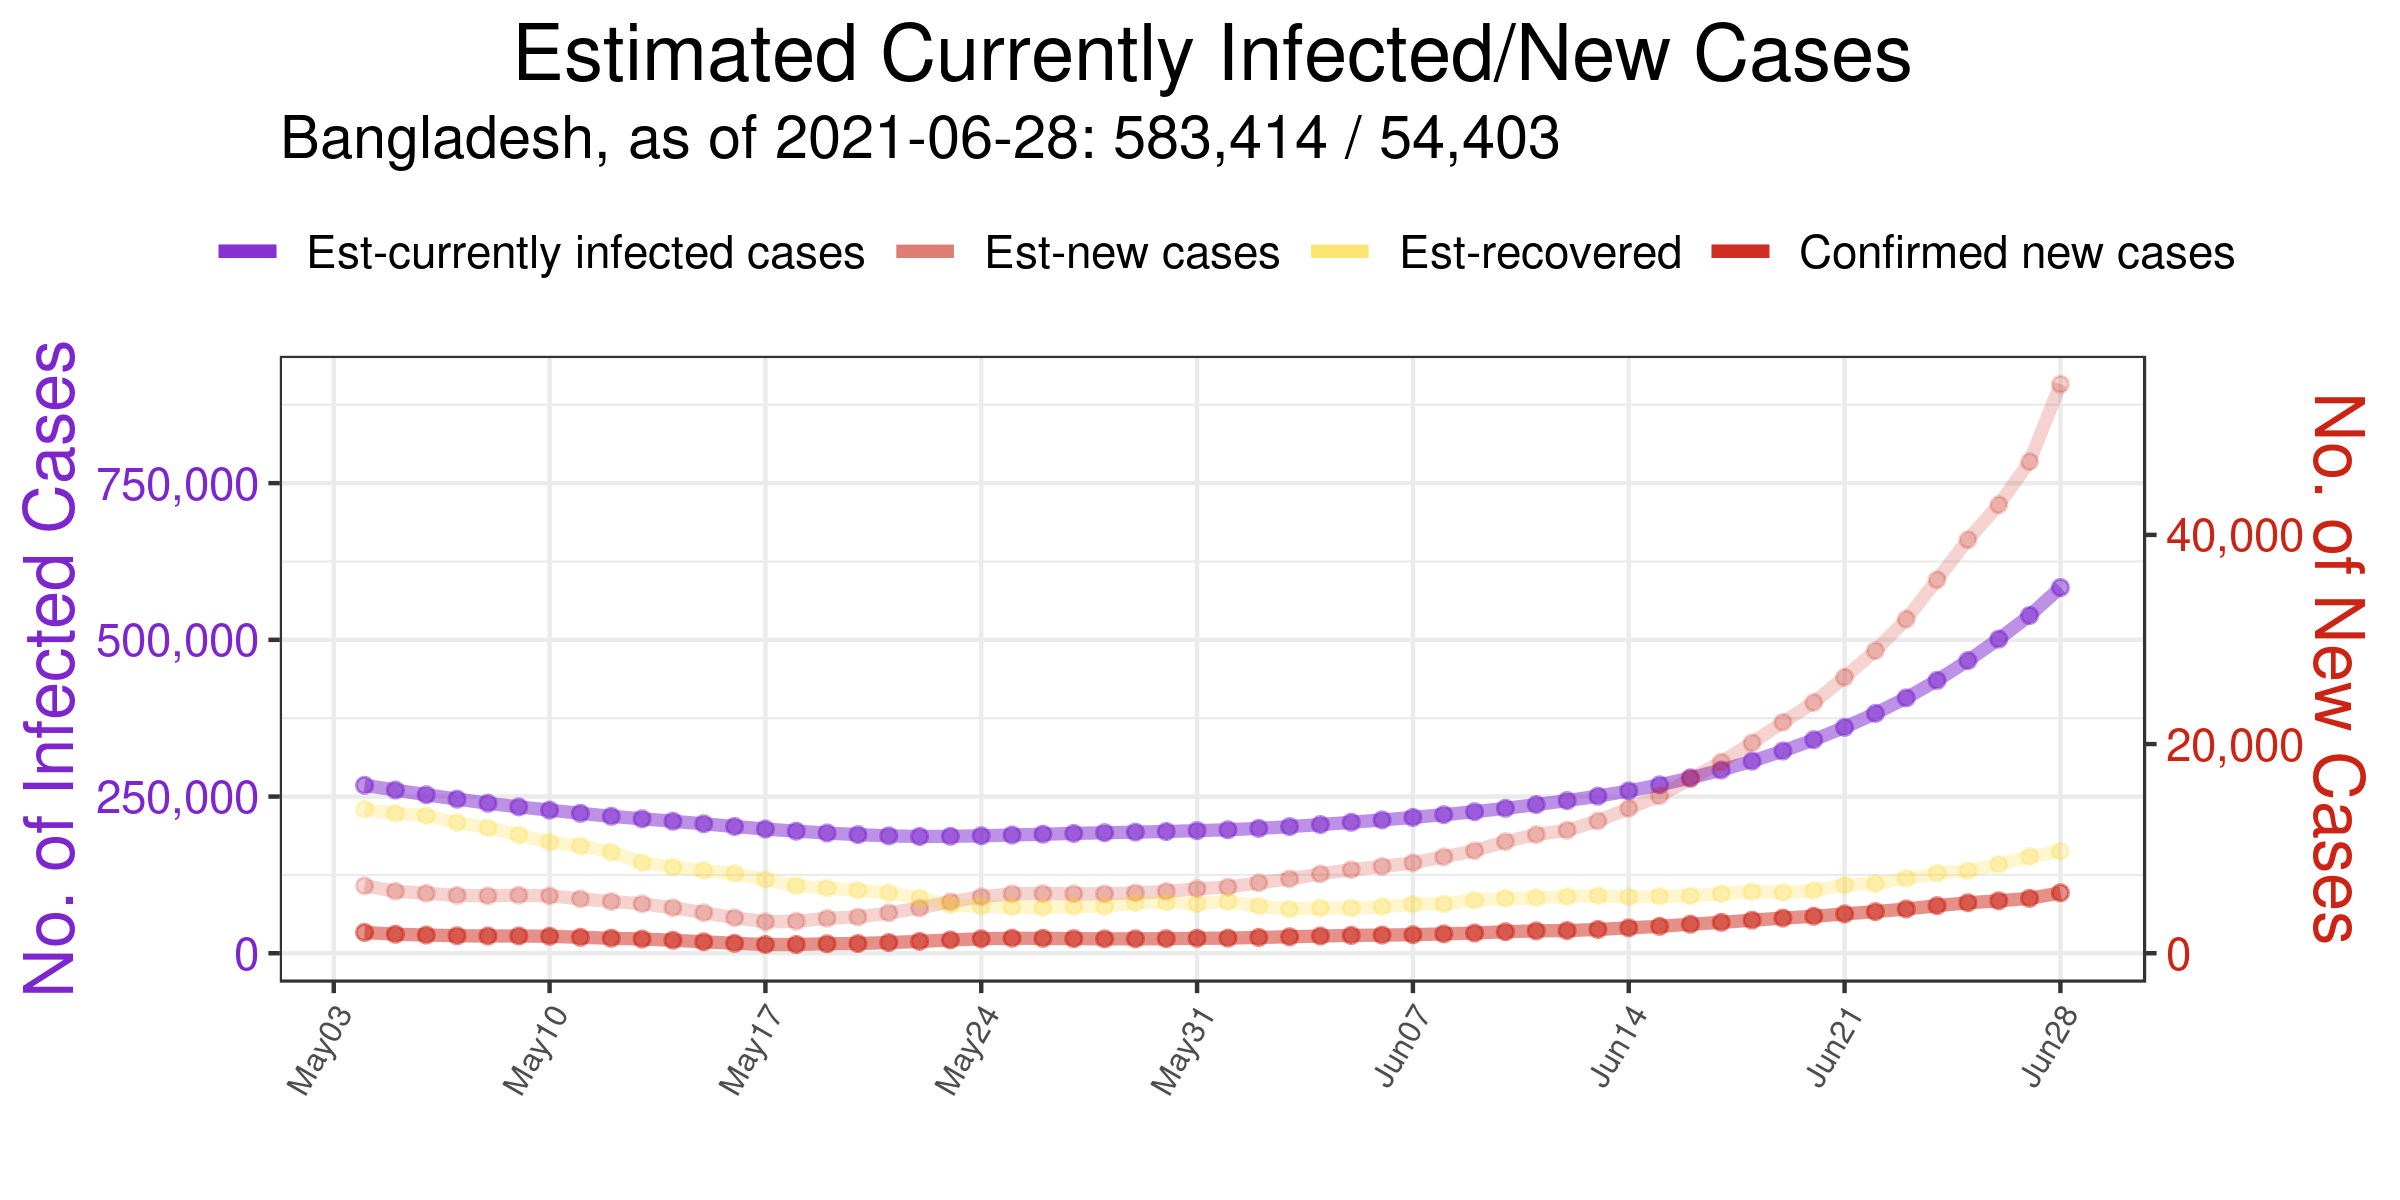 Estimated Currently Infected/New Cases
Bangladesh, as of 2021-06-28: 583,414 / 54,403
Est-currently infected cases Est-new cases Est-recovered Confirmed new cases
No. of Infected Cases
750,000
500,000
250,000
0
40,000
20,000
0
No. of New Cases
May03 May10 May17 May24 May31 Jun07 Jun14 Jun21 Jun28